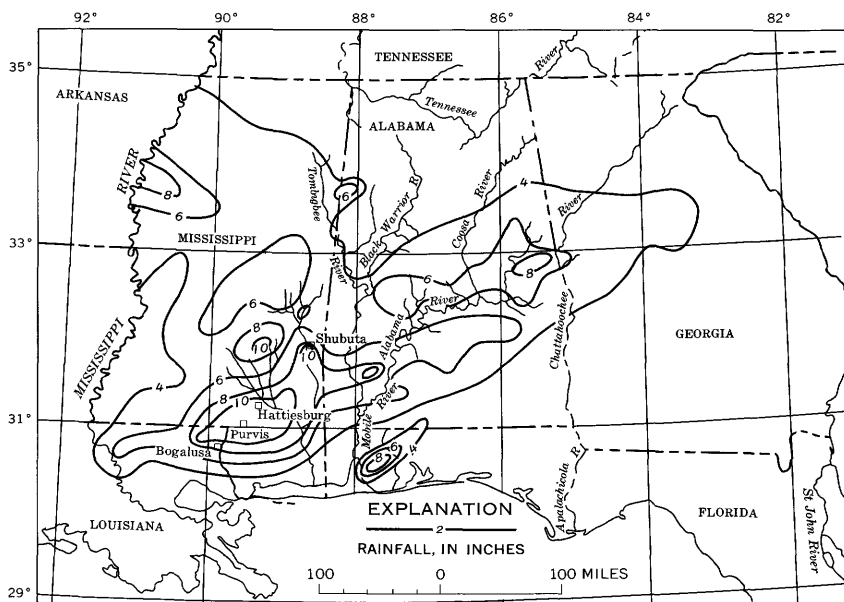 92° 90° 88° 86° 84° 82°
35°
TENNESSEE
River
ARKANSAS
Tennessee
ALABAMA
RIVER
8
6
Tombigbee
6
Black Warrior R
River
Coosa
4
River
33°
MISSISSIPPI
River
6
8
6
River
Alabama
Chattahoochee
GEORGIA
8
10
Shubuta
10
MISSISSIPPI
4
6
8
10
Hattiesburg
River
31°
Purvis
Mobile
Bogalusa
8
6
4
Apalachicola R
EXPLANATION
2
RAINFALL, IN INCHES
LOUISIANA
FLORIDA
St John River
29°
100 0 100 MILES